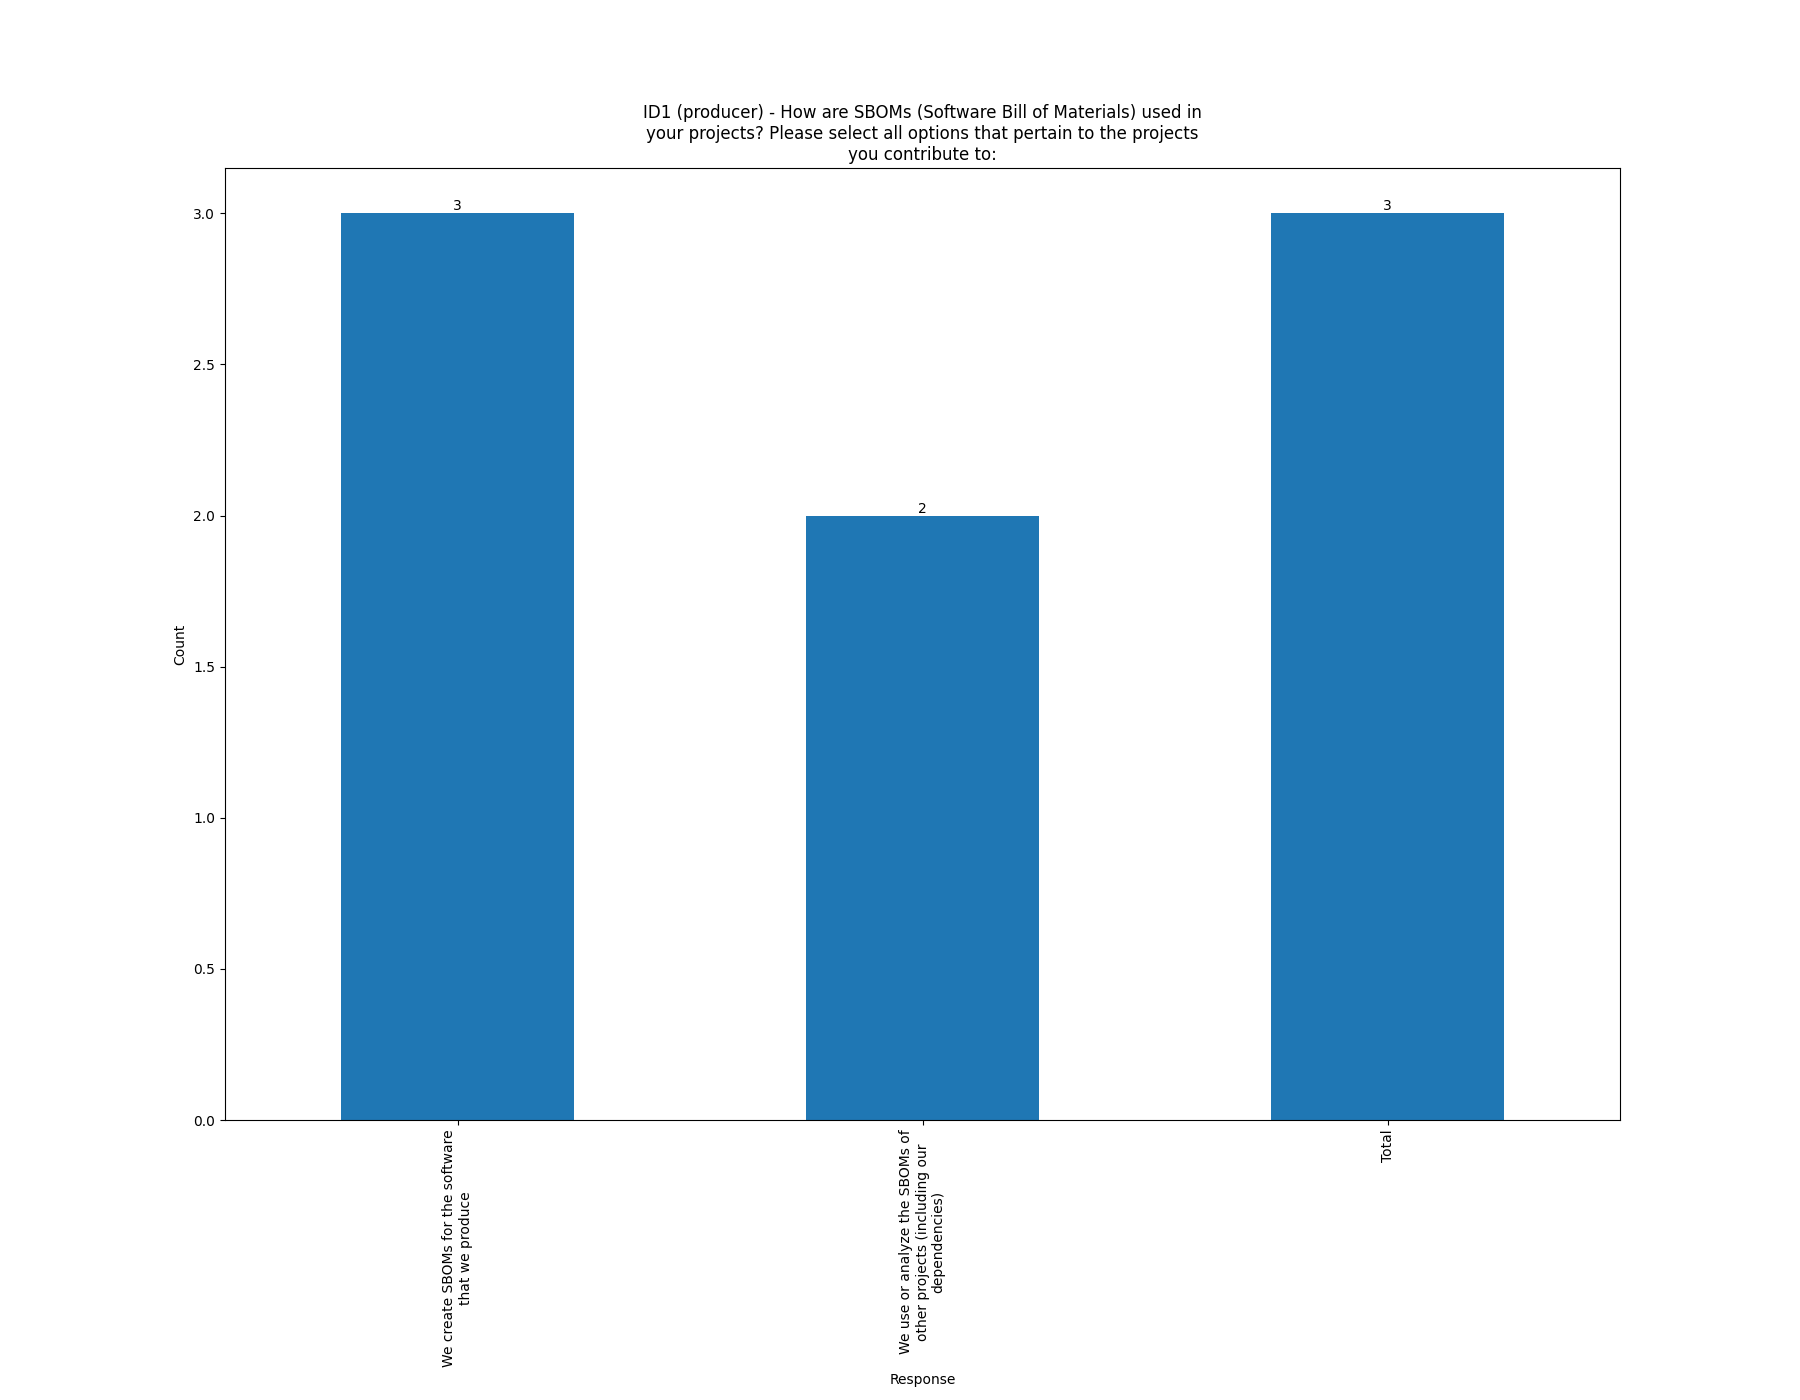 ID1 (producer) - How are SBOMs (Software Bill of Materials) used in
your projects? Please select all options that pertain to the projects
you contribute to:
3
3
2
3.0
2.5
2.0
1.5
1.0
0.5
0.0
Count
We create SBOMs for the software
that we produce
We use or analyze the SBOMs of
other projects (including our
dependencies)
Total
Response